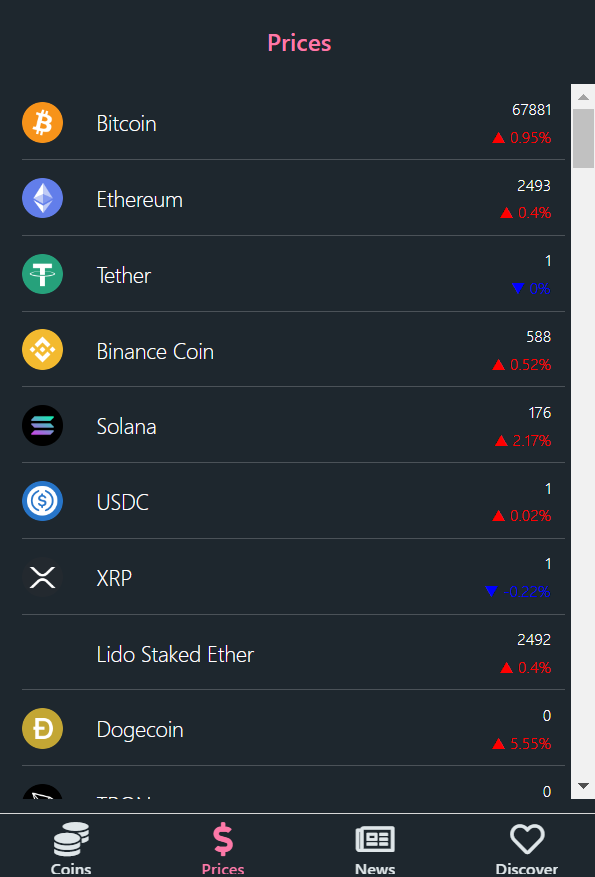 Prices
Bitcoin
67881
▲ 0.95%
Ethereum
2493
▲ 0.4%
Tether
1
▼ 0%
Binance Coin
588
▲ 0.52%
Solana
176
▲ 2.17%
USDC
1
▲ 0.02%
XRP
1
▼ -0.22%
Lido Staked Ether
2492
▲ 0.4%
Dogecoin
0
▲ 5.55%
TRON
0
Coins
Prices
News
Discover